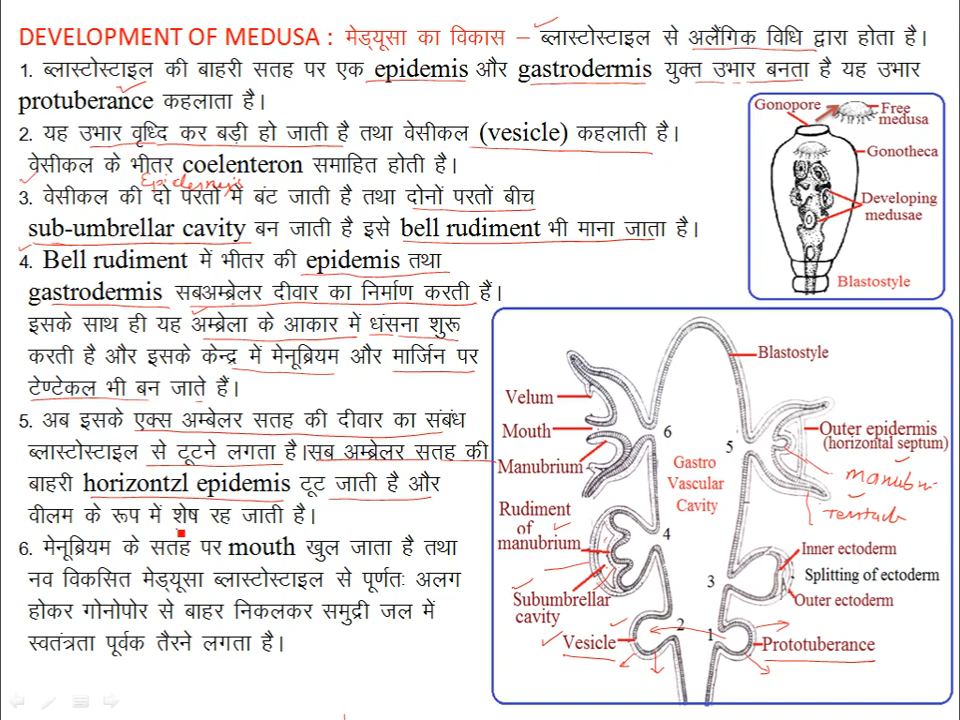 DEVELOPMENT OF MEDUSA : मेड्यूसा का विकास – ब्लास्टोस्टाइल से अलैंगिक विधि द्वारा होता है।
1. ब्लास्टोस्टाइल की बाहरी सतह पर एक epidemis और gastrodermis युक्त उभार बनता है यह उभार
protuberance कहलाता है।
2. यह उभार वृध्दि कर बड़ी हो जाती है तथा वेसीकल (vesicle) कहलाती है।
वेसीकल के भीतर coelenteron समाहित होती है।
Epidermis
3. वेसीकल की दो परतों में बंट जाती है तथा दोनों परतों बीच
sub-umbrellar cavity बन जाती है इसे bell rudiment भी माना जाता है।
4. Bell rudiment में भीतर की epidemis तथा
gastrodermis सबअम्ब्रेलर दीवार का निर्माण करती हैं।
इसके साथ ही यह अम्ब्रेला के आकार में धंसना शुरू
करती है और इसके केन्द्र में मेनूब्रियम और मार्जिन पर
टेण्टेकल भी बन जाते हैं।
5. अब इसके एक्स अम्बेलर सतह की दीवार का संबंध
ब्लास्टोस्टाइल से टूटने लगता है। सब अम्ब्रेलर सतह की
बाहरी horizontzl epidemis टूट जाती है और
वीलम के रूप में शेष रह जाती है।
6. मेनूब्रियम के सतह पर mouth खुल जाता है तथा
नव विकसित मेड्यूसा ब्लास्टोस्टाइल से पूर्णतः अलग
होकर गोनोपोर से बाहर निकलकर समुद्री जल में
स्वतंत्रता पूर्वक तैरने लगता है।
Gonopore
Free
medusa
Gonotheca
Developing
medusae
Blastostyle
Blastostyle
Velum
Mouth
Manubrium
Rudiment
of
manubrium
Subumbrellar
cavity
Vesicle
6
5
4
3
2
1
Gastro
Vascular
Cavity
Outer epidermis
(horizontal septum)
Inner ectoderm
Splitting of ectoderm
Outer ectoderm
Prototuberance